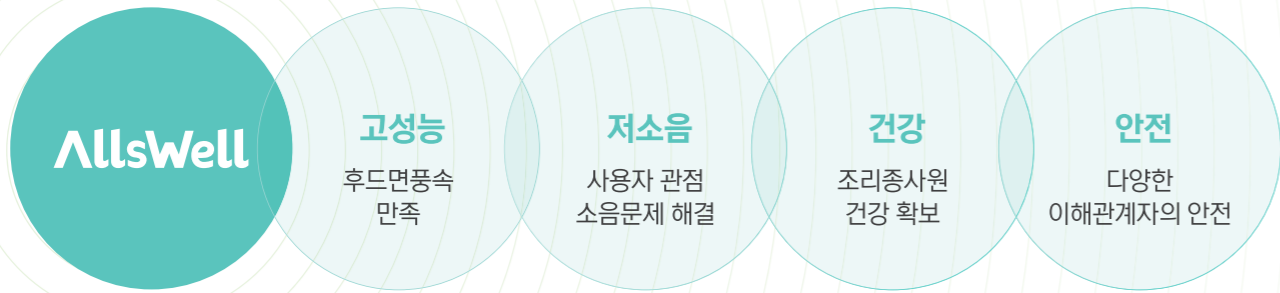 AllsWell
고성능
후드면풍속
만족
저소음
사용자 관점
소음문제 해결
건강
조리종사원
건강 확보
안전
다양한
이해관계자의 안전